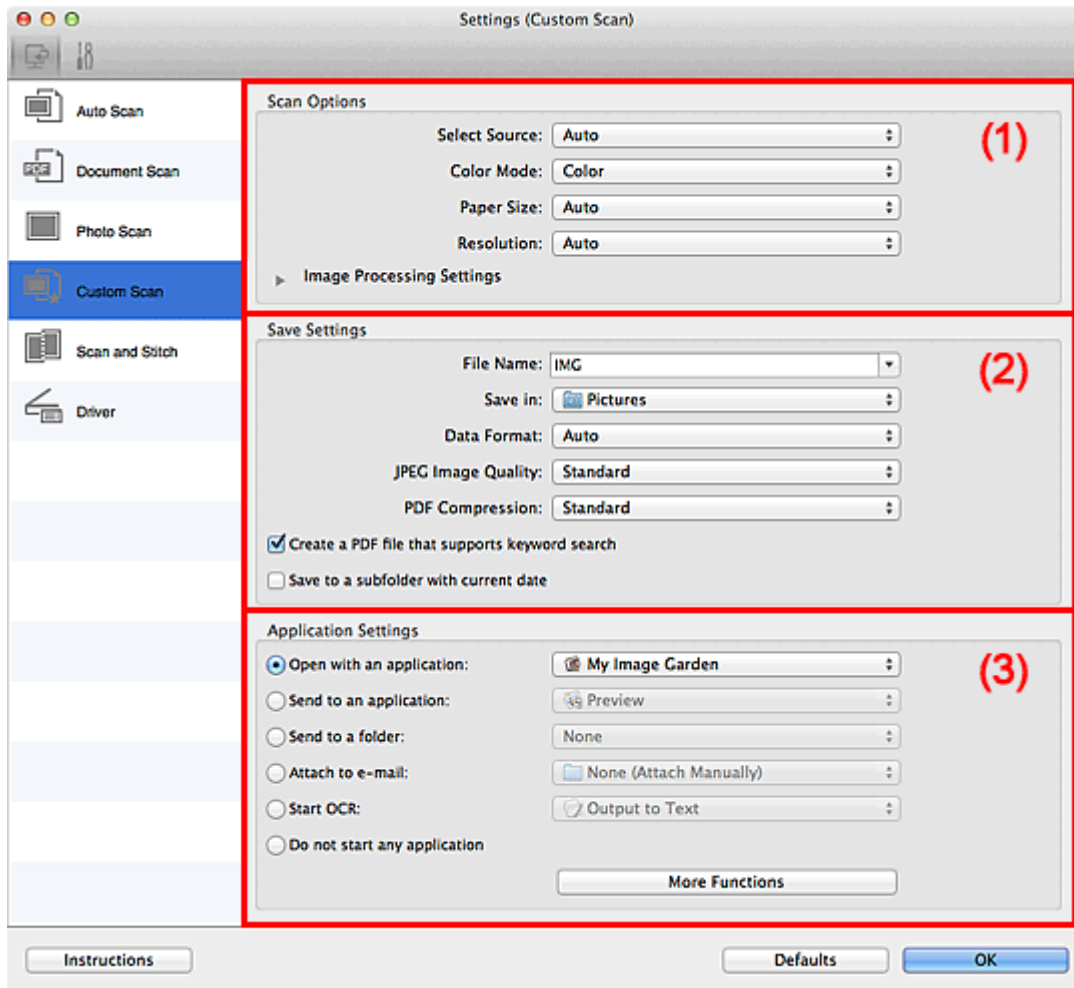 Settings (Custom Scan)
Auto Scan
Document Scan
Photo Scan
Custom Scan
Scan and Stitch
Driver
Scan Options
(1)
Select Source: Auto
Color Mode: Color
Paper Size: Auto
Resolution: Auto
Image Processing Settings
Save Settings
(2)
File Name: IMG
Save in: Pictures
Data Format: Auto
JPEG Image Quality: Standard
PDF Compression: Standard
Create a PDF file that supports keyword search
Save to a subfolder with current date
Application Settings
(3)
Open with an application: My Image Garden
Send to an application: Preview
Send to a folder: None
Attach to e-mail: None (Attach Manually)
Start OCR: Output to Text
Do not start any application
More Functions
Instructions Defaults OK